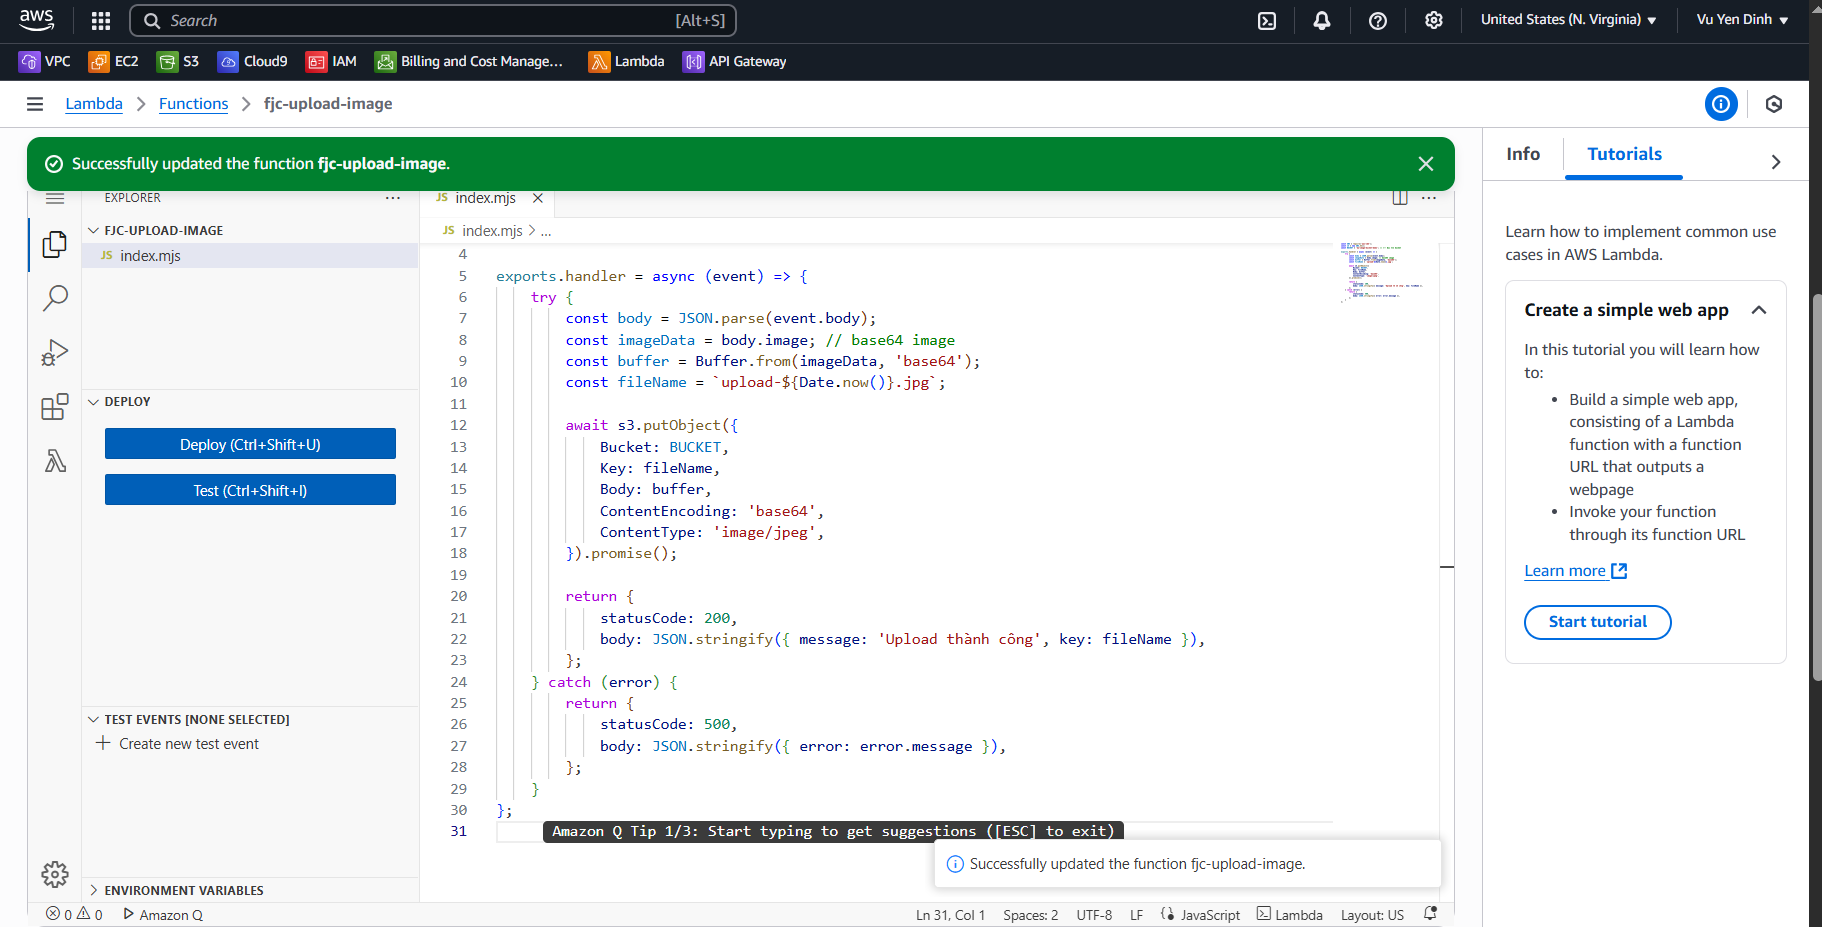 aws
Search
[Alt+S]
United States (N. Virginia)
Vu Yen Dinh
VPC
EC2
S3
Cloud9
IAM
Billing and Cost Manage...
Lambda
API Gateway
Lambda
Functions
fjc-upload-image
Successfully updated the function fjc-upload-image.
EXPLORER
FJC-UPLOAD-IMAGE
JS index.mjs
DEPLOY
Deploy (Ctrl+Shift+U)
Test (Ctrl+Shift+I)
TEST EVENTS [NONE SELECTED]
Create new test event
ENVIRONMENT VARIABLES
JS index.mjs
JS index.mjs > ...
4
5 exports.handler = async (event) => {
6 try {
7 const body = JSON.parse(event.body);
8 const imageData = body.image; // base64 image
9 const buffer = Buffer.from(imageData, 'base64');
10 const fileName = `upload-${Date.now()}.jpg`;
11
12 await s3.putObject({
13 Bucket: BUCKET,
14 Key: fileName,
15 Body: buffer,
16 ContentEncoding: 'base64',
17 ContentType: 'image/jpeg',
18 }).promise();
19
20 return {
21 statusCode: 200,
22 body: JSON.stringify({ message: 'Upload thành công', key: fileName }),
23 };
24 } catch (error) {
25 return {
26 statusCode: 500,
27 body: JSON.stringify({ error: error.message }),
28 };
29 }
30 };
31 Amazon Q Tip 1/3: Start typing to get suggestions ([ESC] to exit)
Successfully updated the function fjc-upload-image.
0 0 Amazon Q
Ln 31, Col 1 Spaces: 2 UTF-8 LF JavaScript Lambda Layout: US
Info
Tutorials
Learn how to implement common use
cases in AWS Lambda.
Create a simple web app
In this tutorial you will learn how
to:
• Build a simple web app,
consisting of a Lambda
function with a function
URL that outputs a
webpage
• Invoke your function
through its function URL
Learn more
Start tutorial